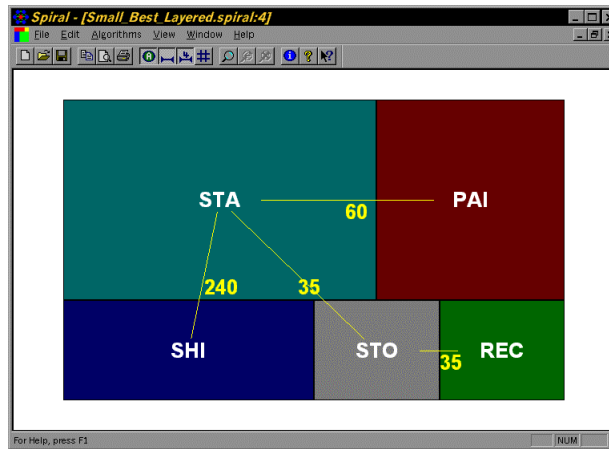 Spiral - [Small_Best_Layered.spiral:4]
File Edit Algorithms View Window Help
STA
PAI
60
240
35
SHI
STO
REC
35
For Help, press F1
NUM